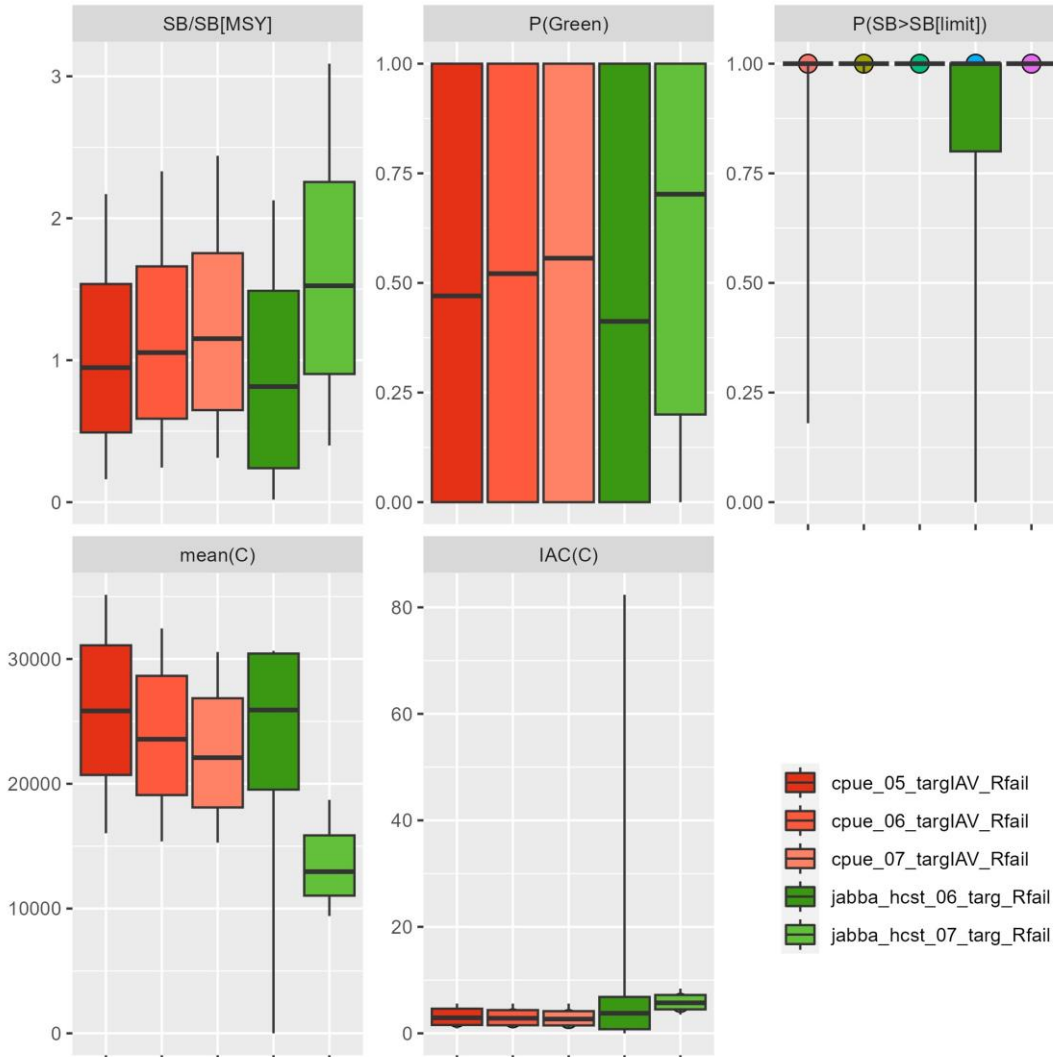 SB/SB[MSY]
P(Green)
P(SB>SB[limit])
3
2
1
0
1.00
0.75
0.50
0.25
0.00
1.00
0.75
0.50
0.25
0.00
mean(C)
IAC(C)
30000
20000
10000
0
80
60
40
20
0
cpue_05_targIAV_Rfail
cpue_06_targIAV_Rfail
cpue_07_targIAV_Rfail
jabba_hcst_06_targ_Rfail
jabba_hcst_07_targ_Rfail